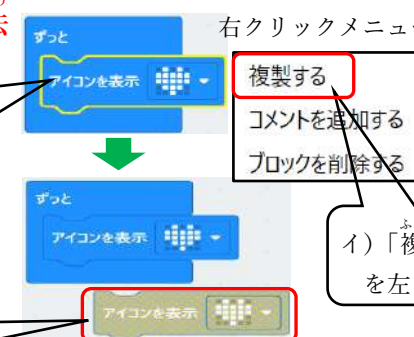 法
ずっと
右クリックメニュー
アイコンを表示
複製する
コメントを追加する
ブロックを削除する
ずっと
アイコンを表示
ふ
イ)「複
を左
アイコンを表示